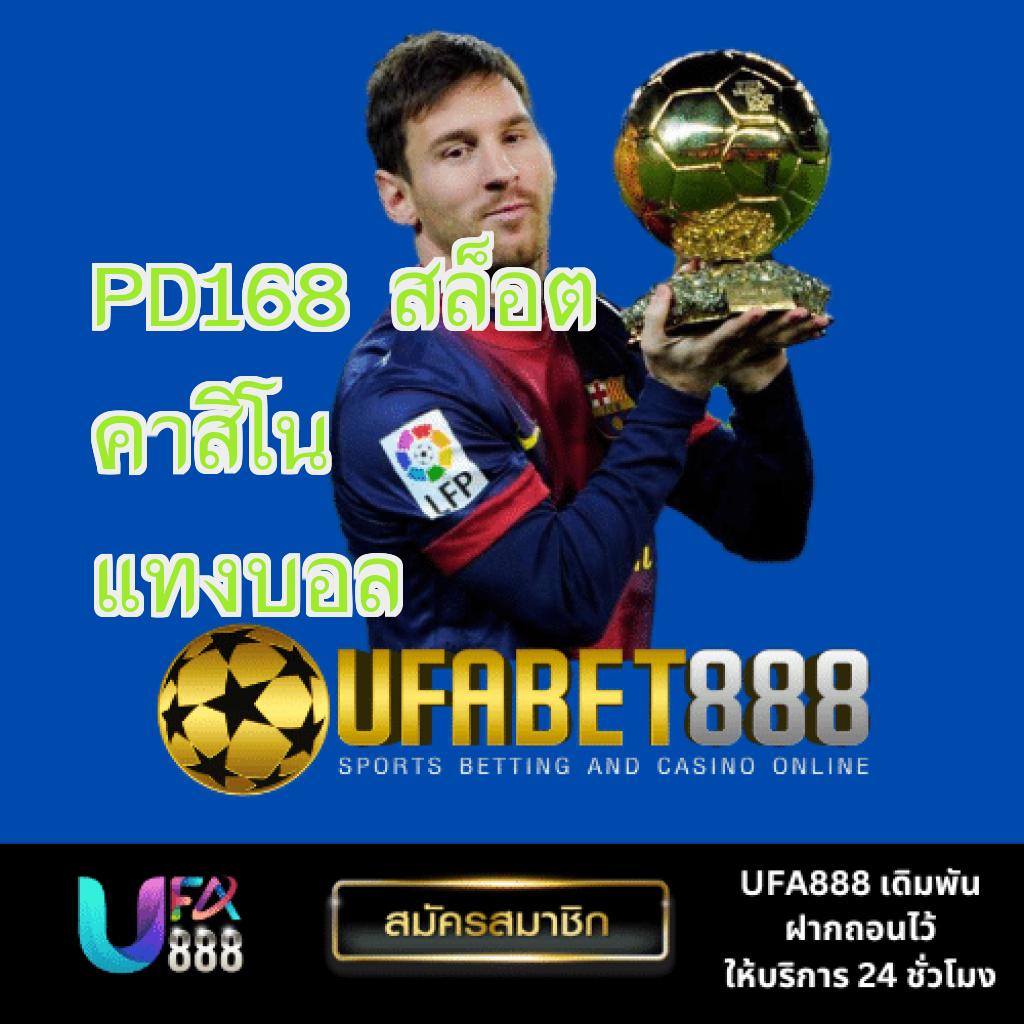 PD168 สล็อต
คาสิโน
แทงบอล
LFP
UFABET888
SPORTS BETTING AND CASINO ONLINE
UFA
888
สมัครสมาชิก
UFA888 เดิมพัน
ฝากถอนไว้
ให้บริการ 24 ชั่วโมง